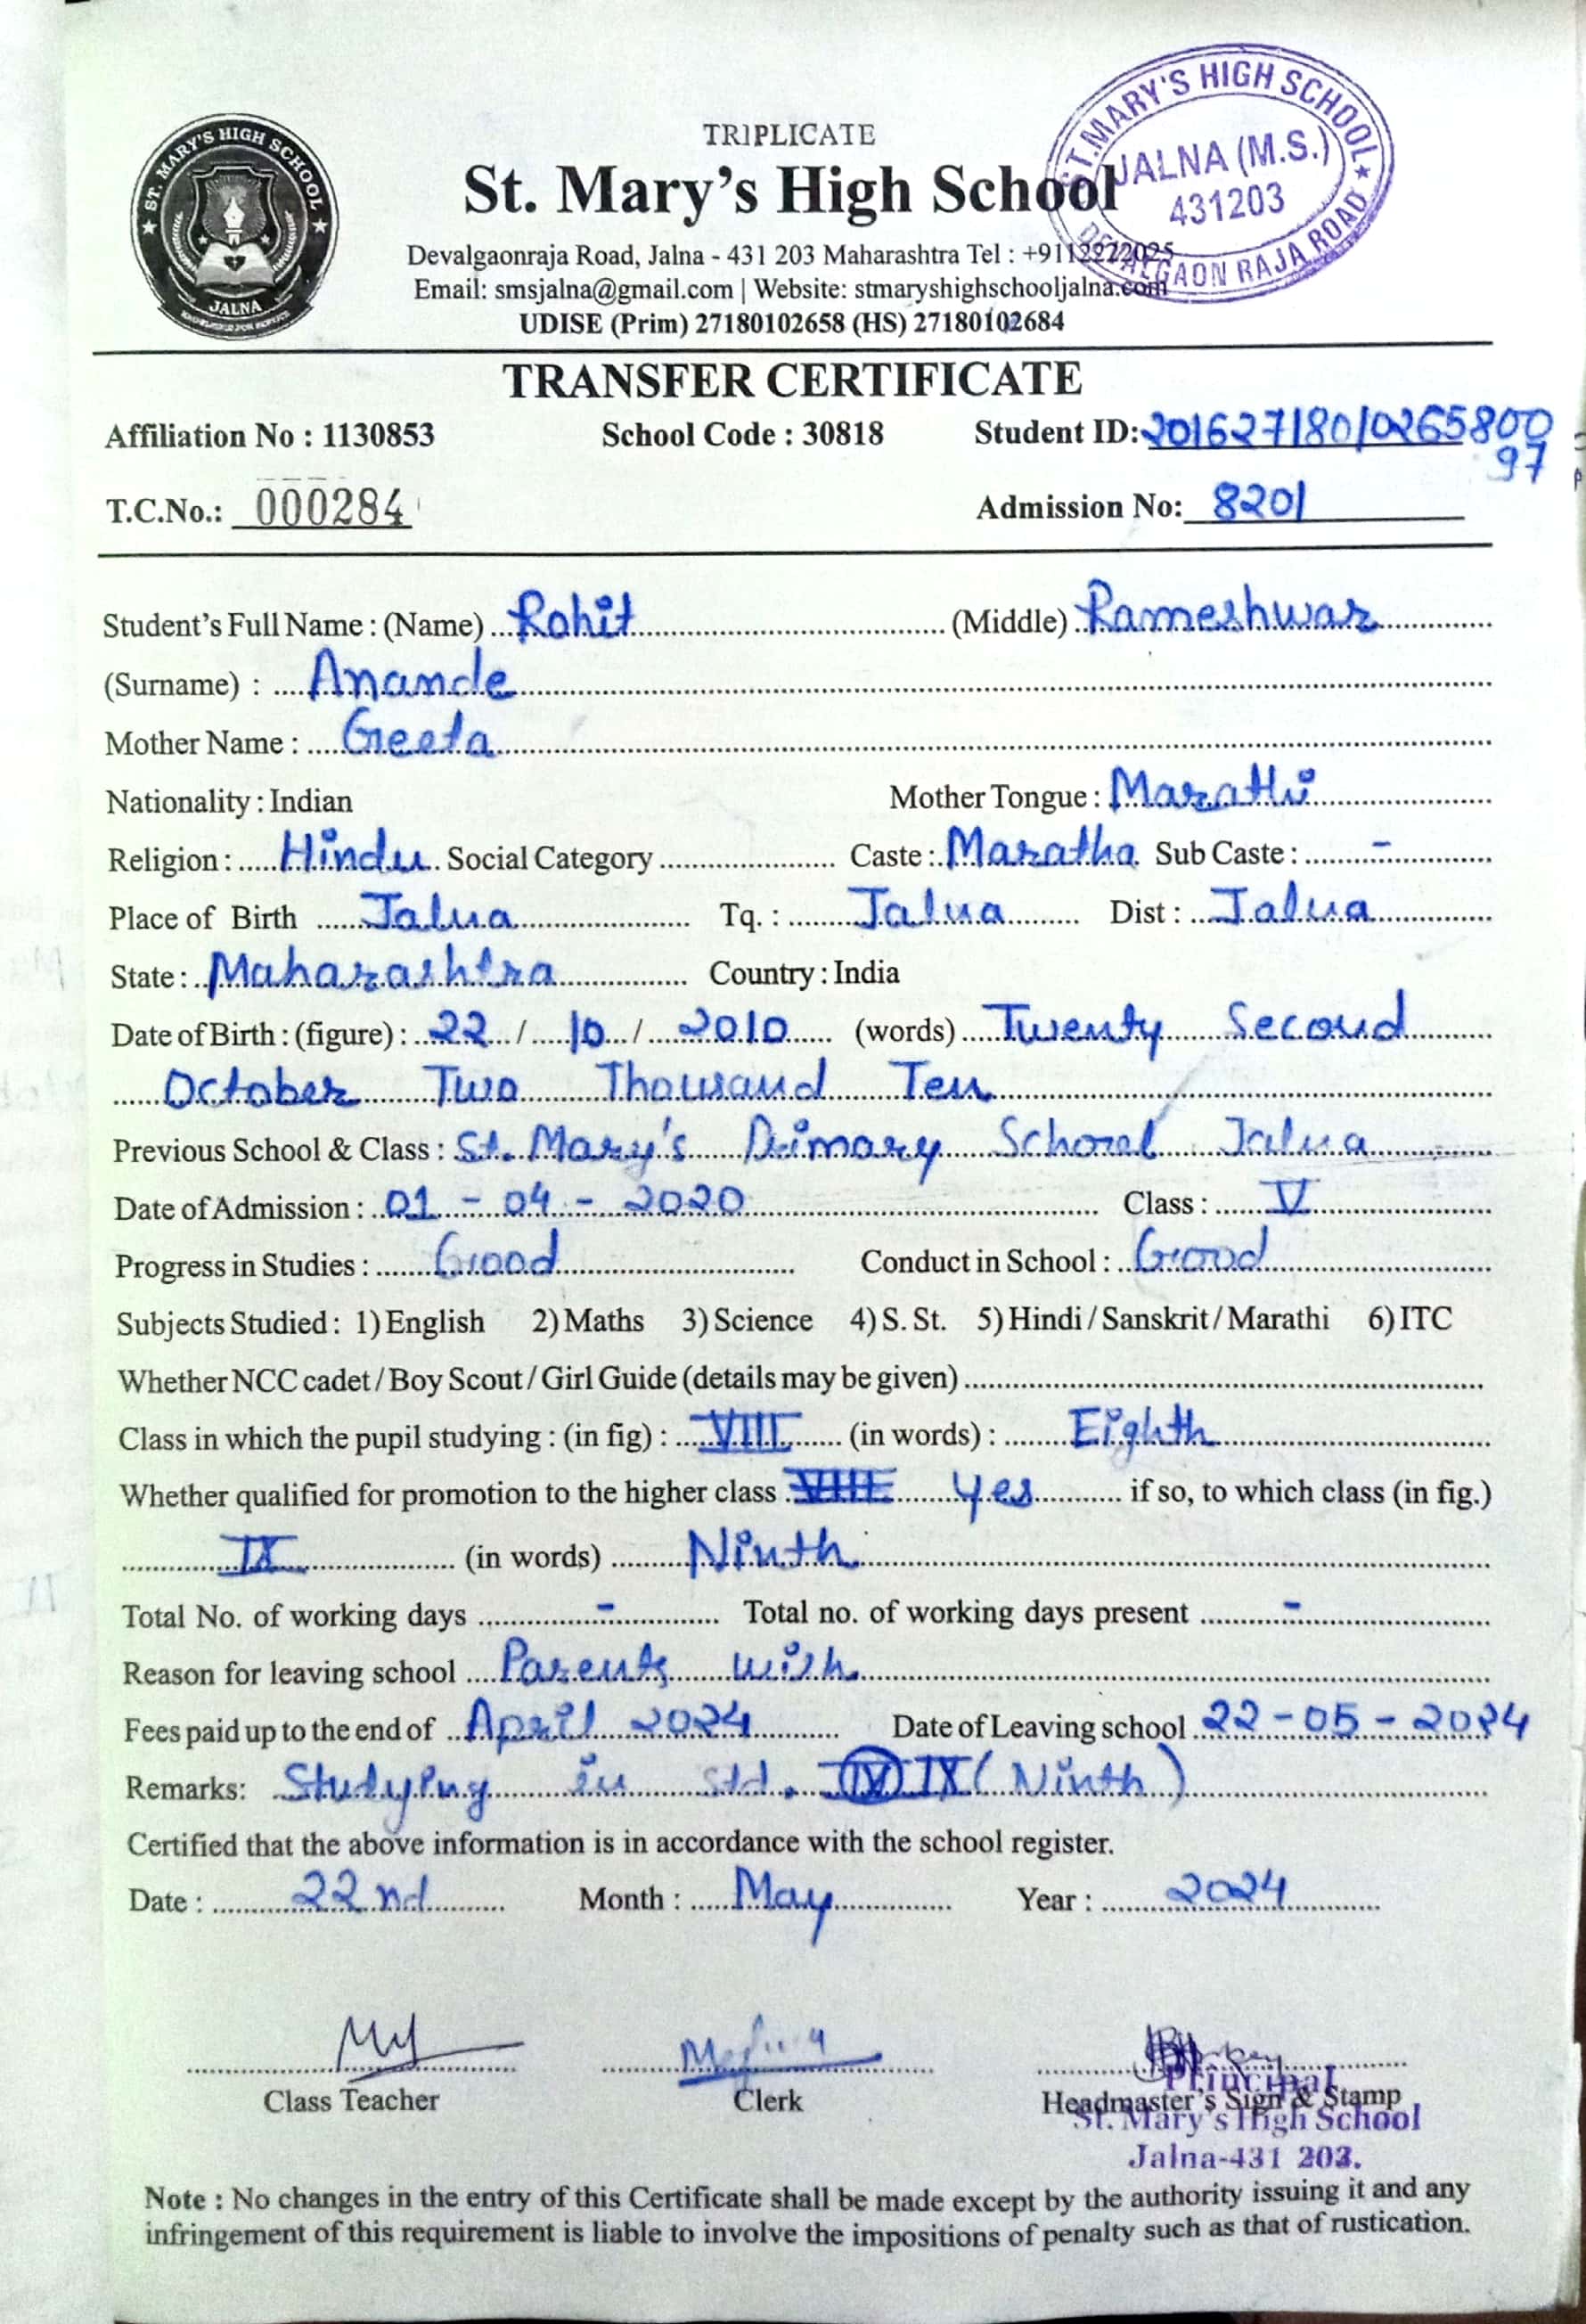 ST. MARY'S HIGH SCHOOL
JALNA
TRIPLICATE
St. Mary's High School
ST. MARY'S HIGH SCHOOL
JALNA (M.S.)
431203
DEVALGAON RAJA ROAD
Devalgaonraja Road, Jalna - 431 203 Maharashtra Tel : +9112222025
Email: smsjalna@gmail.com | Website: stmaryshighschooljalna.com
UDISE (Prim) 27180102658 (HS) 27180102684
TRANSFER CERTIFICATE
Affiliation No : 1130853 School Code : 30818 Student ID: 20162718010265800
97
T.C.No.: 000284 Admission No: 8201
Student's Full Name : (Name) Rohit (Middle) Rameshwar
(Surname) : Anande
Mother Name : Geeta
Nationality : Indian Mother Tongue : Marathi
Religion : Hindu Social Category Caste : Maratha Sub Caste : -
Place of Birth Jalna Tq. : Jalna Dist : Jalna
State : Maharashtra Country : India
Date of Birth : (figure) : 22 / 10 / 2010 (words) Twenty Second
October Two Thousand Ten
Previous School & Class : St. Mary's Primary School Jalna
Date of Admission : 01 - 04 - 2020 Class : V
Progress in Studies : Good Conduct in School : Good
Subjects Studied : 1) English 2) Maths 3) Science 4) S. St. 5) Hindi / Sanskrit / Marathi 6) ITC
Whether NCC cadet / Boy Scout / Girl Guide (details may be given)
Class in which the pupil studying : (in fig) : VIII (in words) : Eighth
Whether qualified for promotion to the higher class VIII Yes if so, to which class (in fig.)
IX (in words) Ninth
Total No. of working days - Total no. of working days present -
Reason for leaving school Parents wish
Fees paid up to the end of April 2024 Date of Leaving school 22-05-2024
Remarks: Studying in std. IV IX (Ninth)
Certified that the above information is in accordance with the school register.
Date : 22nd Month : May Year : 2024
Class Teacher Clerk Headmaster's Sign & Stamp
Principal
St. Mary's High School
Jalna-431 203.
Note : No changes in the entry of this Certificate shall be made except by the authority issuing it and any
infringement of this requirement is liable to involve the impositions of penalty such as that of rustication.